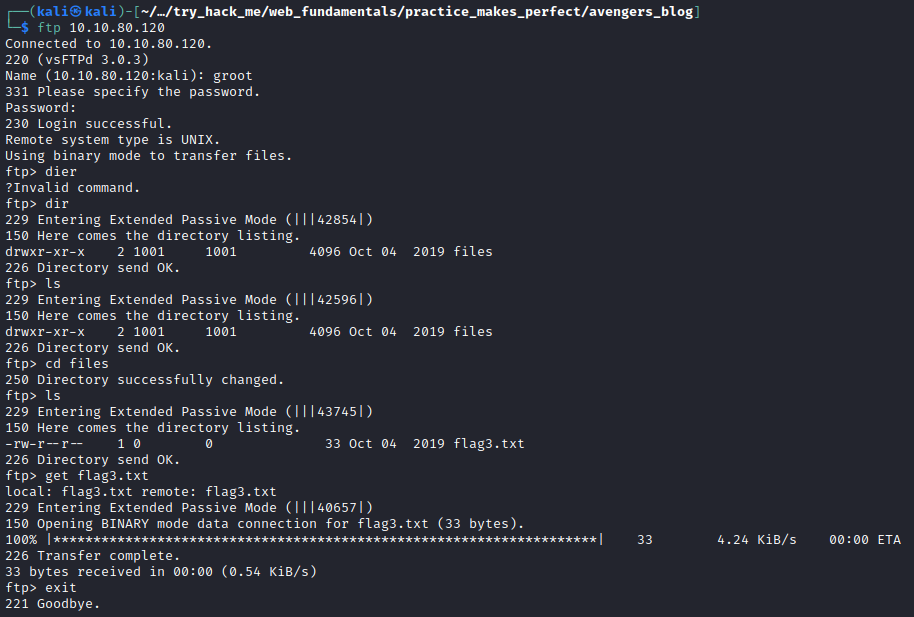 ┌──(kali㉿kali)-[~/…/try_hack_me/web_fundamentals/practice_makes_perfect/avengers_blog]
└─$ ftp 10.10.80.120
Connected to 10.10.80.120.
220 (vsFTPd 3.0.3)
Name (10.10.80.120:kali): groot
331 Please specify the password.
Password:
230 Login successful.
Remote system type is UNIX.
Using binary mode to transfer files.
ftp> dier
?Invalid command.
ftp> dir
229 Entering Extended Passive Mode (|||42854|)
150 Here comes the directory listing.
drwxr-xr-x    2 1001     1001         4096 Oct 04  2019 files
226 Directory send OK.
ftp> ls
229 Entering Extended Passive Mode (|||42596|)
150 Here comes the directory listing.
drwxr-xr-x    2 1001     1001         4096 Oct 04  2019 files
226 Directory send OK.
ftp> cd files
250 Directory successfully changed.
ftp> ls
229 Entering Extended Passive Mode (|||43745|)
150 Here comes the directory listing.
-rw-r--r--    1 0        0              33 Oct 04  2019 flag3.txt
226 Directory send OK.
ftp> get flag3.txt
local: flag3.txt remote: flag3.txt
229 Entering Extended Passive Mode (|||40657|)
150 Opening BINARY mode data connection for flag3.txt (33 bytes).
100% |********************************************************************|    33        4.24 KiB/s    00:00 ETA
226 Transfer complete.
33 bytes received in 00:00 (0.54 KiB/s)
ftp> exit
221 Goodbye.